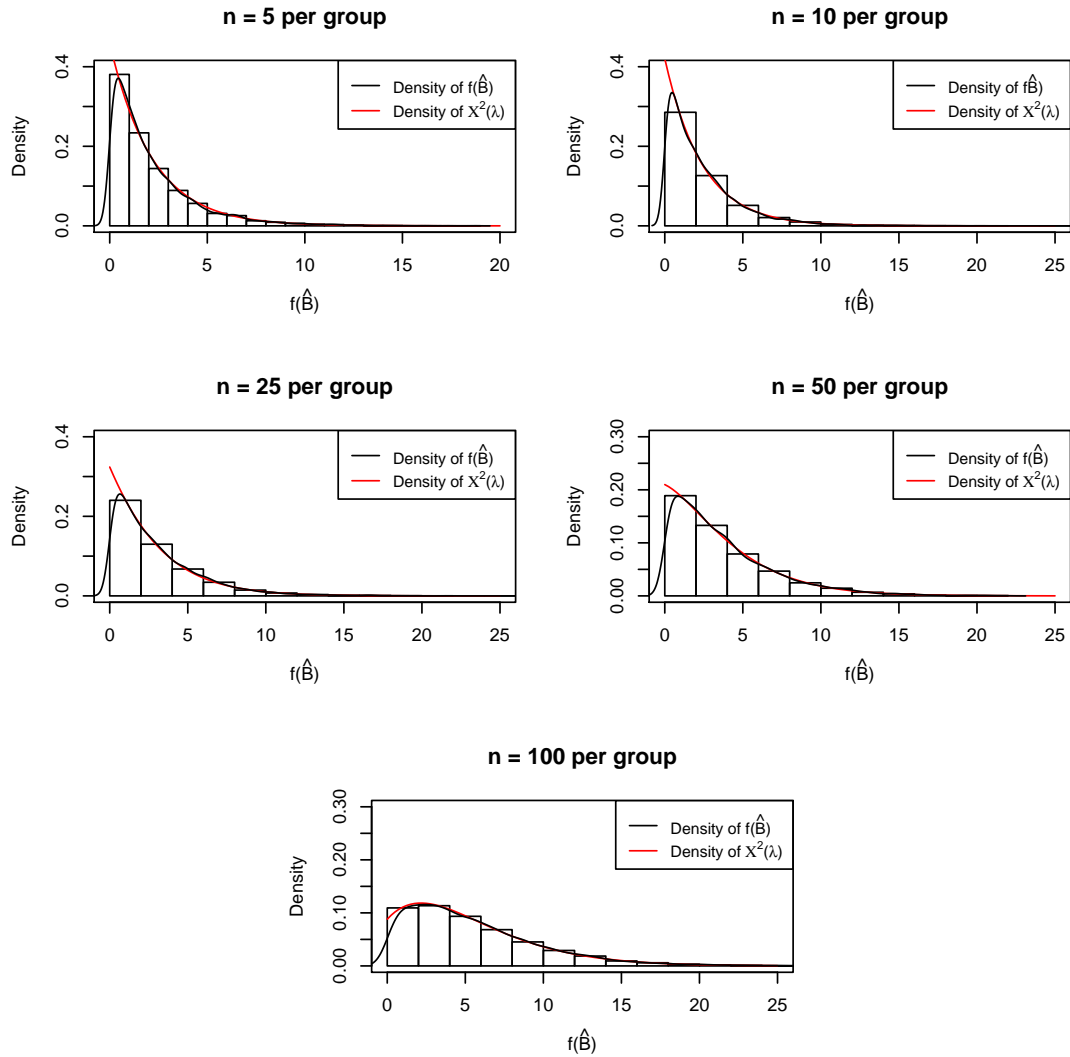 n = 5 per group
Density
0.4
0.2
0.0
Density of f(B̂)
Density of X²(λ)
0 5 10 15 20
f(B̂)
n = 10 per group
Density
0.4
0.2
0.0
Density of fB̂)
Density of X²(λ)
0 5 10 15 20 25
f(B̂)
n = 25 per group
Density
0.4
0.2
0.0
Density of f(B̂)
Density of X²(λ)
0 5 10 15 20 25
f(B̂)
n = 50 per group
Density
0.30
0.20
0.10
0.00
Density of f(B̂)
Density of X²(λ)
0 5 10 15 20 25
f(B̂)
n = 100 per group
Density
0.30
0.20
0.10
0.00
Density of f(B̂)
Density of X²(λ)
0 5 10 15 20 25
f(B̂)